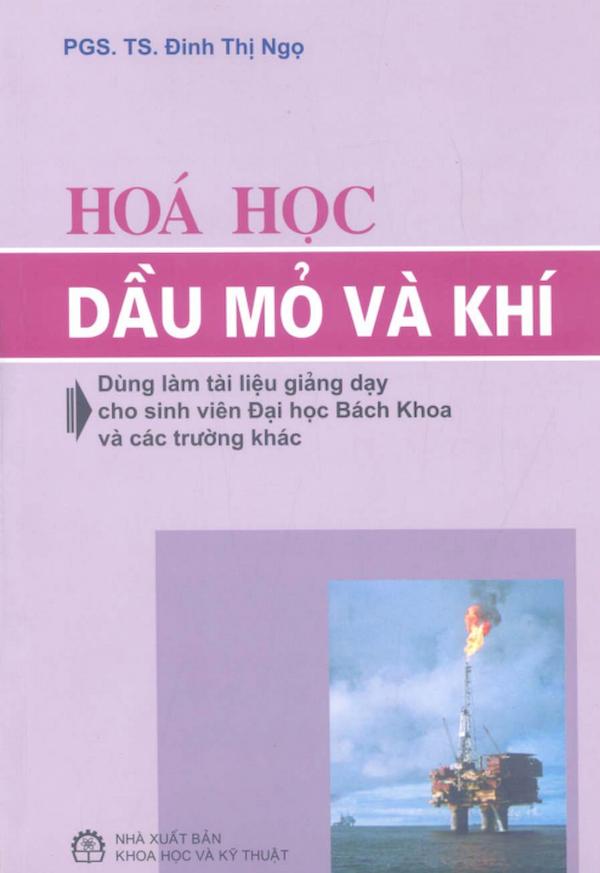 PGS. TS. Đinh Thị Ngọ
HOÁ HỌC
DẦU MỎ VÀ KHÍ
Dùng làm tài liệu giảng dạy
cho sinh viên Đại học Bách Khoa
và các trường khác
NHÀ XUẤT BẢN
KHOA HỌC VÀ KỸ THUẬT